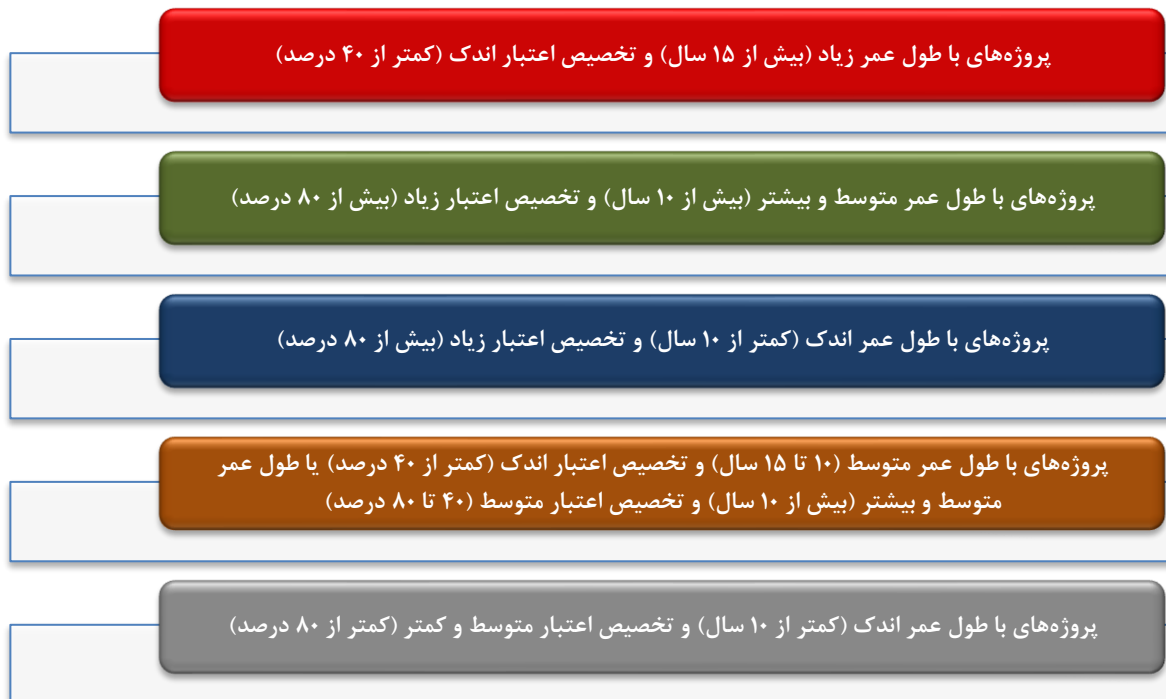 پروژه‌های با طول عمر زیاد (بیش از ۱۵ سال) و تخصیص اعتبار اندک (کمتر از ۴۰ درصد)
پروژه‌های با طول عمر متوسط و بیشتر (بیش از ۱۰ سال) و تخصیص اعتبار زیاد (بیش از ۸۰ درصد)
پروژه‌های با طول عمر اندک (کمتر از ۱۰ سال) و تخصیص اعتبار زیاد (بیش از ۸۰ درصد)
پروژه‌های با طول عمر متوسط (۱۰ تا ۱۵ سال) و تخصیص اعتبار اندک (کمتر از ۴۰ درصد) یا طول عمر
متوسط و بیشتر (بیش از ۱۰ سال) و تخصیص اعتبار متوسط (۴۰ تا ۸۰ درصد)
پروژه‌های با طول عمر اندک (کمتر از ۱۰ سال) و تخصیص اعتبار متوسط و کمتر (کمتر از ۸۰ درصد)